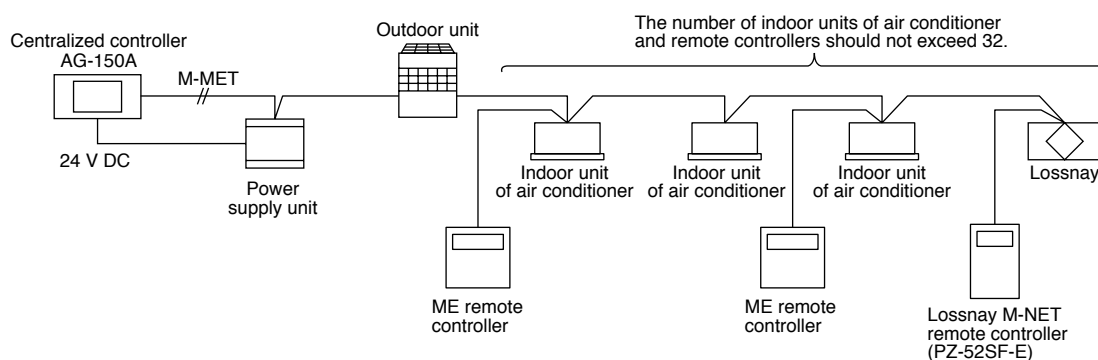 Centralized controller
AG-150A
M-MET
24 V DC
Power
supply unit
Outdoor unit
The number of indoor units of air conditioner
and remote controllers should not exceed 32.
Indoor unit
of air conditioner
Indoor unit
of air conditioner
Indoor unit
of air conditioner
Lossnay
ME remote
controller
ME remote
controller
Lossnay M-NET
remote controller
(PZ-52SF-E)